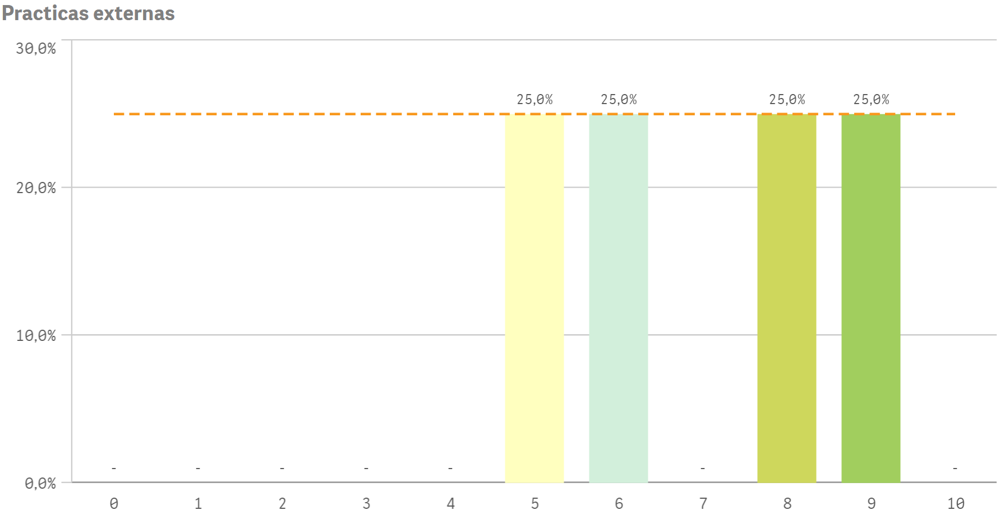 Practicas externas
30,0%
25,0% 25,0% 25,0% 25,0%
20,0%
10,0%
- - - - - - -
0,0%
0 1 2 3 4 5 6 7 8 9 10